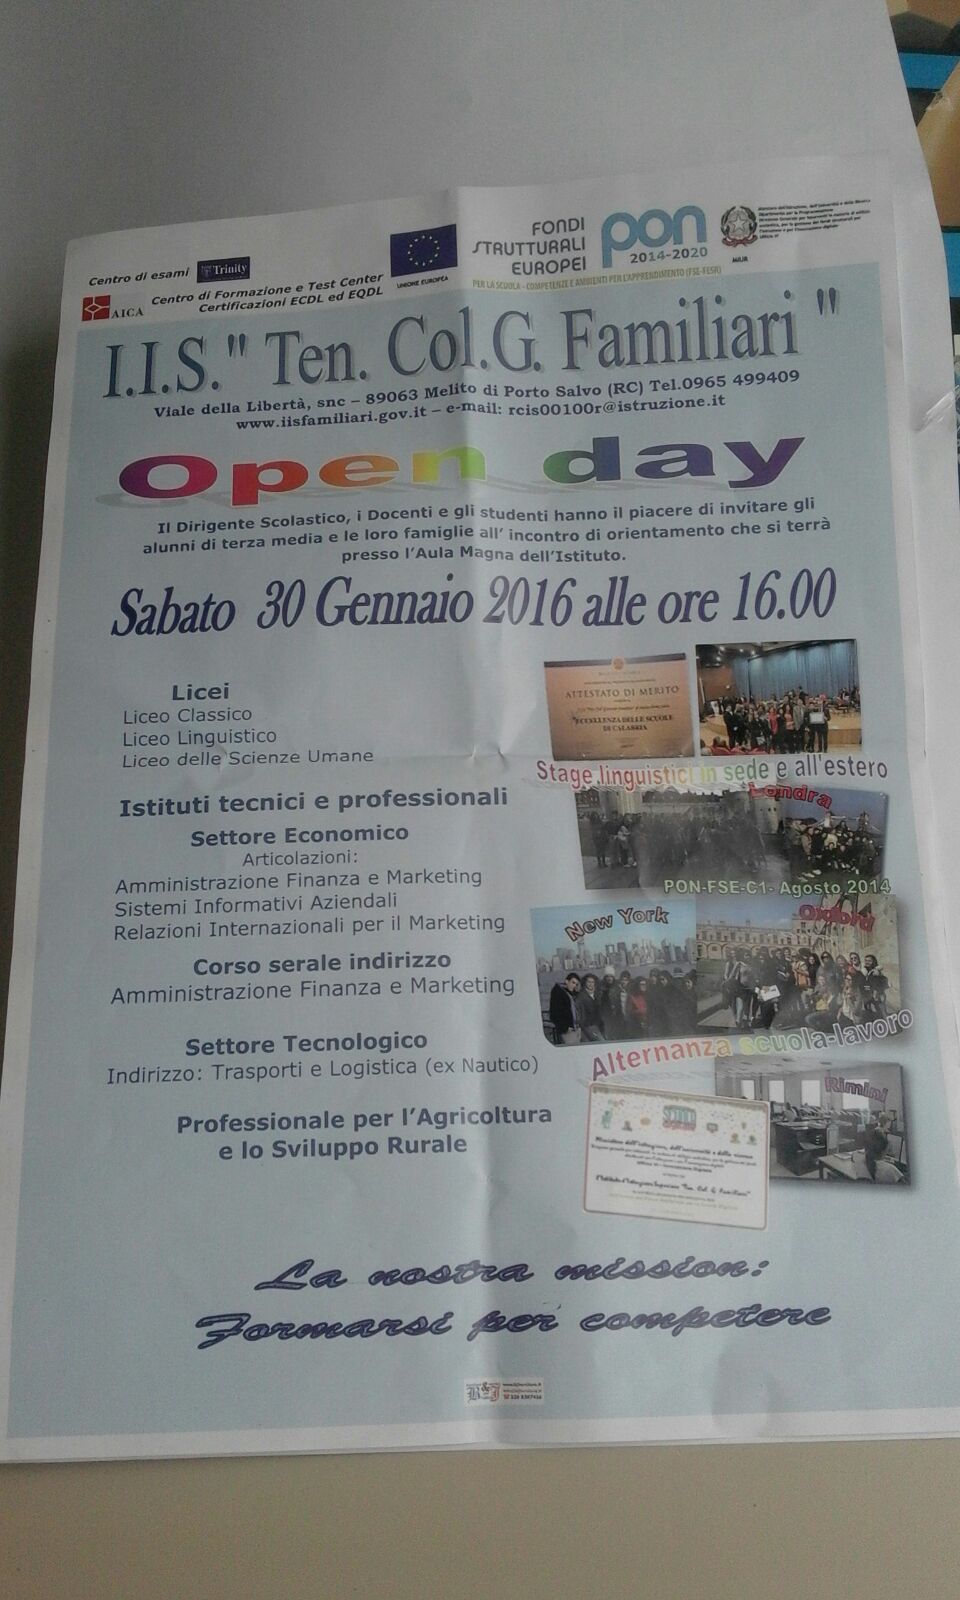 Centro di esami Trinity
AICA
Centro di Formazione e Test Center
Certificazioni ECDL ed EQDL
UNIONE EUROPEA
FONDI
STRUTTURALI
EUROPEI
pon
2014-2020
PER LA SCUOLA - COMPETENZE E AMBIENTI PER L'APPRENDIMENTO (FSE-FESR)
MIUR
I.I.S." Ten. Col.G. Familiari "
Viale della Libertà, snc – 89063 Melito di Porto Salvo (RC) Tel.0965 499409
www.iisfamiliari.gov.it – e-mail: rcis00100r@istruzione.it
Open day
Il Dirigente Scolastico, i Docenti e gli studenti hanno il piacere di invitare gli
alunni di terza media e le loro famiglie all' incontro di orientamento che si terrà
presso l'Aula Magna dell'Istituto.
Sabato 30 Gennaio 2016 alle ore 16.00
Licei
Liceo Classico
Liceo Linguistico
Liceo delle Scienze Umane
Istituti tecnici e professionali
Settore Economico
Articolazioni:
Amministrazione Finanza e Marketing
Sistemi Informativi Aziendali
Relazioni Internazionali per il Marketing
Corso serale indirizzo
Amministrazione Finanza e Marketing
Settore Tecnologico
Indirizzo: Trasporti e Logistica (ex Nautico)
Professionale per l'Agricoltura
e lo Sviluppo Rurale
ATTESTATO DI MERITO
ECCELLENZA DELLE SCUOLE
DI CALABRIA
Stage linguistici in sede e all'estero
Londra
PON-FSE-C1- Agosto 2014
New York
Oxford
Alternanza scuola-lavoro
Rimini
La nostra mission:
Formarsi per competere